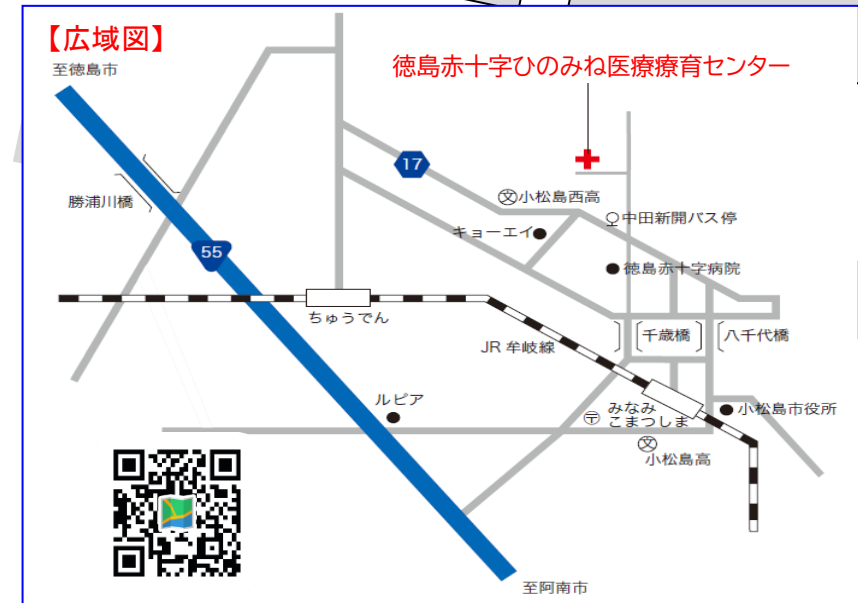 【広域図】
至徳島市
徳島赤十字ひのみね医療療育センター
17
小松島西高
文
勝浦川橋
中田新開バス停
キョーエイ
55
徳島赤十字病院
ちゅうでん
千歳橋
八千代橋
JR 牟岐線
ルピア
みなみ
こまつしま
〒
小松島市役所
文
小松島高
至阿南市